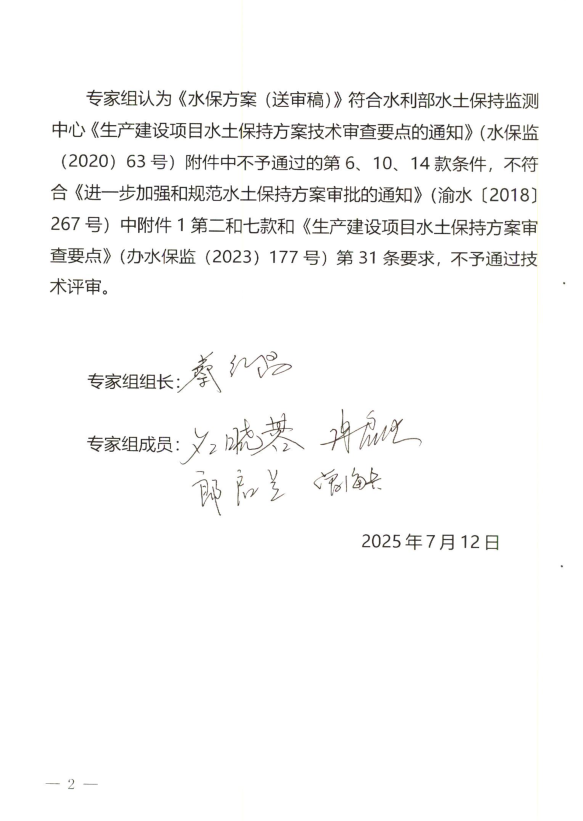 专家组认为《水保方案（送审稿）》符合水利部水土保持监测
中心《生产建设项目水土保持方案技术审查要点的通知》（水保监
（2020）63号）附件中不予通过的第6、10、14款条件，不符
合《进一步加强和规范水土保持方案审批的通知》（渝水〔2018〕
267号）中附件1第二和七款和《生产建设项目水土保持方案审
查要点》（办水保监（2023）177号）第31条要求，不予通过技
术评审。
专家组组长：
专家组成员：
2025年7月12日
— 2 —